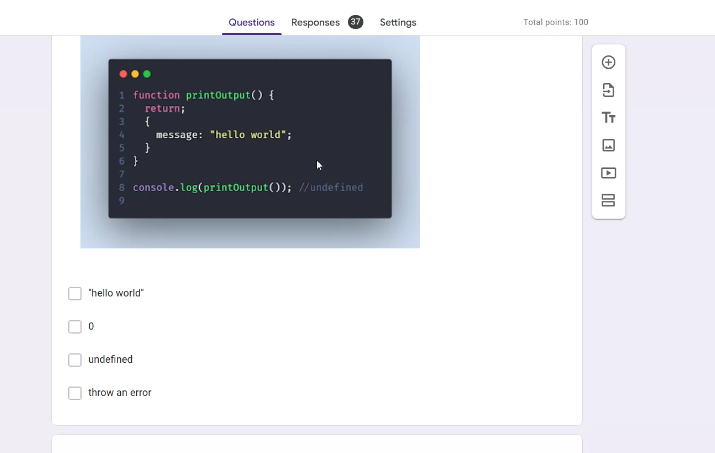 Questions Responses 37 Settings Total points: 100
1 function printOutput() {
2 return;
3 {
4 message: "hello world";
5 }
6 }
7
8 console.log(printOutput()); //undefined
9
"hello world"
0
undefined
throw an error